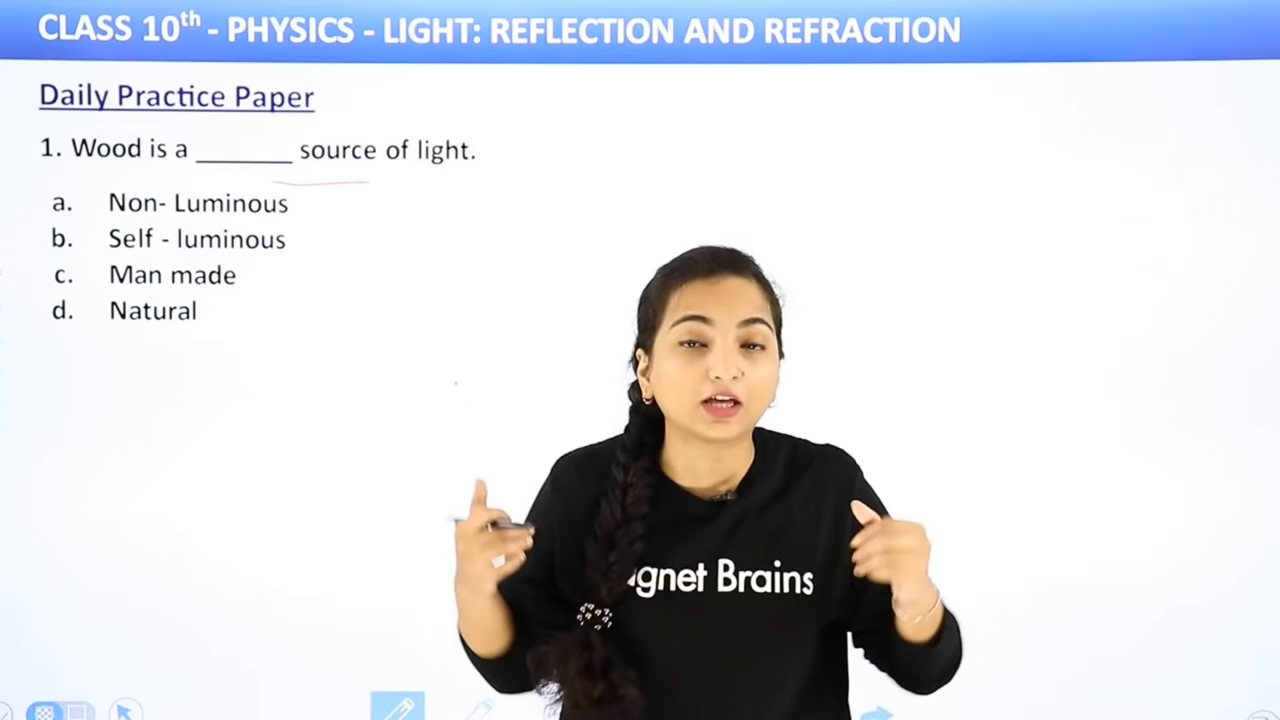 CLASS 10th - PHYSICS - LIGHT: REFLECTION AND REFRACTION
Daily Practice Paper
1. Wood is a _______ source of light.
a. Non- Luminous
b. Self - luminous
c. Man made
d. Natural
gnet Brains